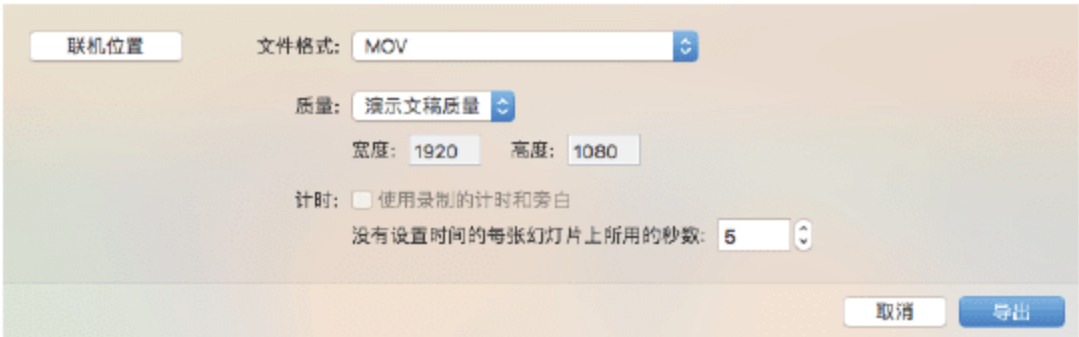 联机位置 文件格式: MOV
质量: 演示文稿质量
宽度: 1920 高度: 1080
计时: 使用录制的计时和旁白
没有设置时间的每张幻灯片上所用的秒数: 5
取消 导出